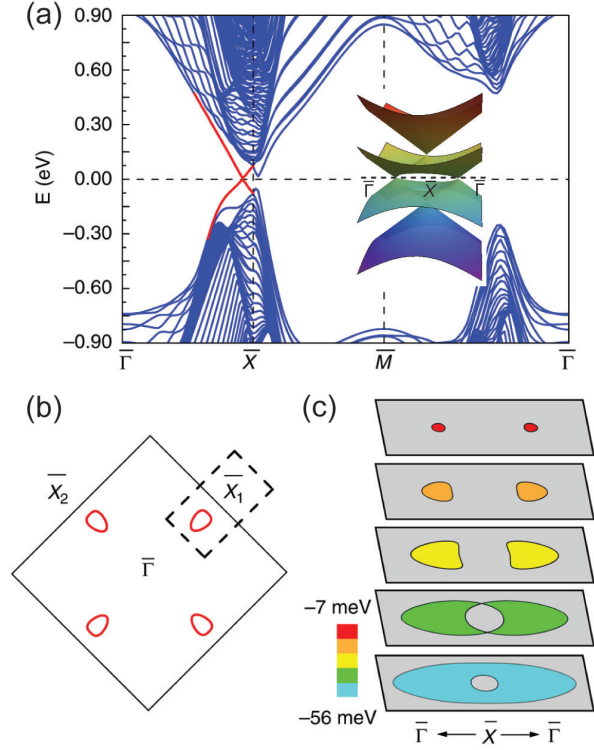 (a)
0.90
0.60
0.30
0.00
−0.30
−0.60
−0.90
E (eV)
Γ̅ X̅ Γ̅
Γ̅ X̅ M̅ Γ̅
(b)
X̅₂
X̅₁
Γ̅
(c)
−7 meV
−56 meV
Γ̅ ← X̅ → Γ̅